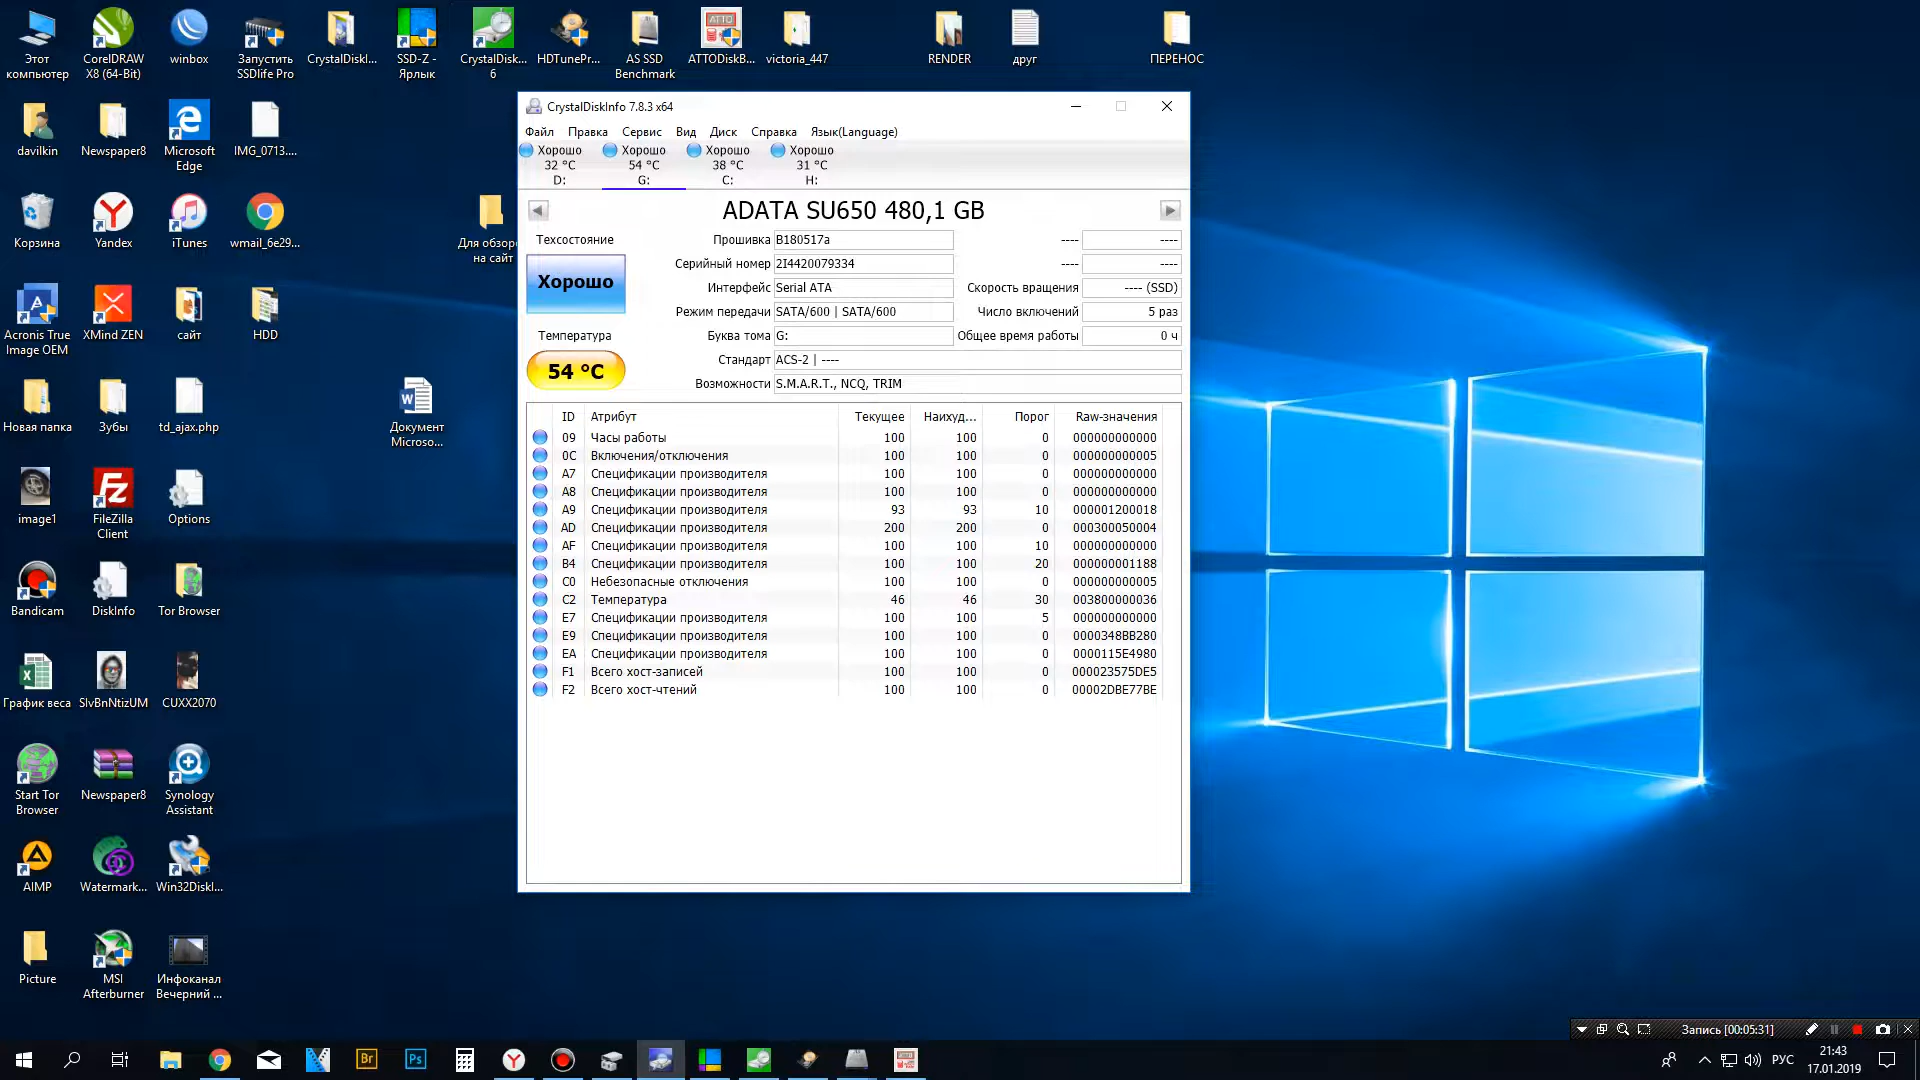 Этот компьютер
CorelDRAW X8 (64-Bit)
winbox
Запустить SSDlife Pro
CrystalDiskI...
SSD-Z - Ярлык
CrystalDisk... 6
HDTunePr...
AS SSD Benchmark
ATTODiskB...
victoria_447
RENDER
друг
ПЕРЕНОС
davilkin
Newspaper8
Microsoft Edge
IMG_0713....
Корзина
Yandex
iTunes
wmail_6e29...
Для обзоро на сайт
Acronis True Image OEM
XMind ZEN
сайт
HDD
Новая папка
Зубы
td_ajax.php
Документ Microso...
image1
FileZilla Client
Options
Bandicam
DiskInfo
Tor Browser
График веса
SlvBnNtizUM
CUXX2070
Start Tor Browser
Newspaper8
Synology Assistant
AIMP
Watermark...
Win32DiskI...
Picture
MSI Afterburner
Инфоканал Вечерний ...
CrystalDiskInfo 7.8.3 x64
Файл Правка Сервис Вид Диск Справка Язык(Language)
Хорошо Хорошо Хорошо Хорошо
32 °C 54 °C 38 °C 31 °C
D: G: C: H:
ADATA SU650 480,1 GB
Техсостояние
Хорошо
Температура
54 °C
Прошивка B180517a ---- ----
Серийный номер 2I4420079334 ---- ----
Интерфейс Serial ATA Скорость вращения ---- (SSD)
Режим передачи SATA/600 | SATA/600 Число включений 5 раз
Буква тома G: Общее время работы 0 ч
Стандарт ACS-2 | ----
Возможности S.M.A.R.T., NCQ, TRIM
ID Атрибут Текущее Наихуд... Порог Raw-значения
09 Часы работы 100 100 0 000000000000
0C Включения/отключения 100 100 0 000000000005
A7 Спецификации производителя 100 100 0 000000000000
A8 Спецификации производителя 100 100 0 000000000000
A9 Спецификации производителя 93 93 10 000001200018
AD Спецификации производителя 200 200 0 000300050004
AF Спецификации производителя 100 100 10 000000000000
B4 Спецификации производителя 100 100 20 000000001188
C0 Небезопасные отключения 100 100 0 000000000005
C2 Температура 46 46 30 003800000036
E7 Спецификации производителя 100 100 5 000000000000
E9 Спецификации производителя 100 100 0 0000348BB280
EA Спецификации производителя 100 100 0 0000115E4980
F1 Всего хост-записей 100 100 0 000023575DE5
F2 Всего хост-чтений 100 100 0 00002DBE77BE
Запись [00:05:31]
Br
Ps
РУС
21:43
17.01.2019